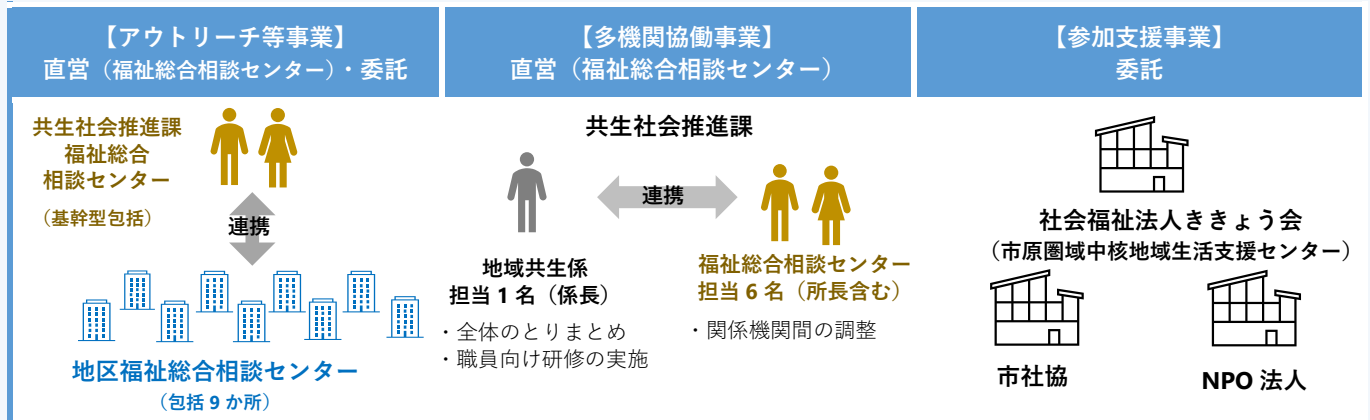 【アウトリーチ等事業】
直営（福祉総合相談センター）・委託
共生社会推進課
福祉総合
相談センター
（基幹型包括）
連携
地区福祉総合相談センター
（包括 9 か所）
【多機関協働事業】
直営（福祉総合相談センター）
共生社会推進課
連携
地域共生係
担当 1 名（係長）
・全体のとりまとめ
・職員向け研修の実施
福祉総合相談センター
担当 6 名（所長含む）
・関係機関間の調整
【参加支援事業】
委託
社会福祉法人ききょう会
（市原圏域中核地域生活支援センター）
市社協
NPO 法人